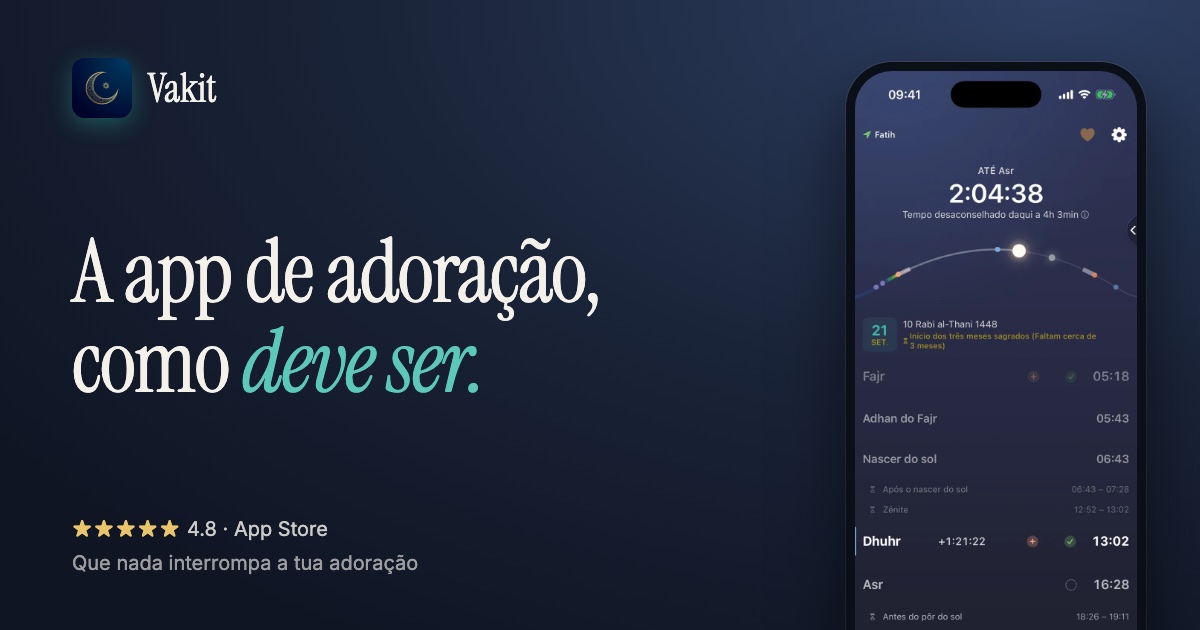 Vakit
A app de adoração,
como deve ser.
4.8 · App Store
Que nada interrompa a tua adoração
09:41
Fatih
ATÉ Asr
2:04:38
Tempo desaconselhado daqui a 4h 3min
21
SET.
10 Rabi al-Thani 1448
Início dos três meses sagrados (Faltam cerca de
3 meses)
Fajr 05:18
Adhan do Fajr 05:43
Nascer do sol 06:43
Após o nascer do sol 06:43 – 07:28
Zênite 12:52 – 13:02
Dhuhr +1:21:22 13:02
Asr 16:28
Antes do pôr do sol 18:26 – 19:11